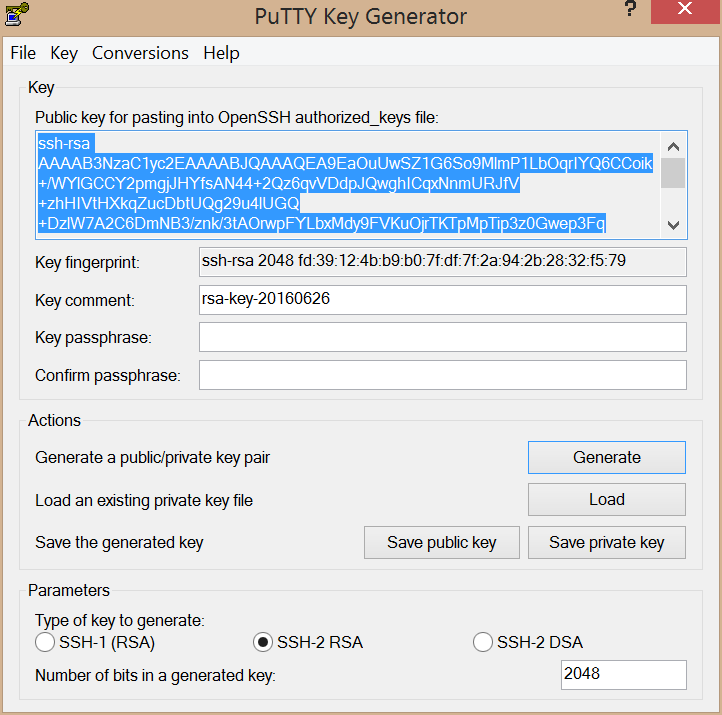 PuTTY Key Generator
?
File Key Conversions Help
Key
Public key for pasting into OpenSSH authorized_keys file:
ssh-rsa
AAAAB3NzaC1yc2EAAAABJQAAAQEA9EaOuUwSZ1G6So9MlmP1LbOqrIYQ6CCoik
+/WYlGCCY2pmgjJHYfsAN44+2Qz6qvVDdpJQwghICqxNnmURJfV
+zhHIVtHXkqZucDbtUQg29u4lUGQ
+DzlW7A2C6DmNB3/znk/3tAOrwpFYLbxMdy9FVKuOjrTKTpMpTip3z0Gwep3Fq
Key fingerprint: ssh-rsa 2048 fd:39:12:4b:b9:b0:7f:df:7f:2a:94:2b:28:32:f5:79
Key comment: rsa-key-20160626
Key passphrase:
Confirm passphrase:
Actions
Generate a public/private key pair Generate
Load an existing private key file Load
Save the generated key Save public key Save private key
Parameters
Type of key to generate:
SSH-1 (RSA) SSH-2 RSA SSH-2 DSA
Number of bits in a generated key: 2048